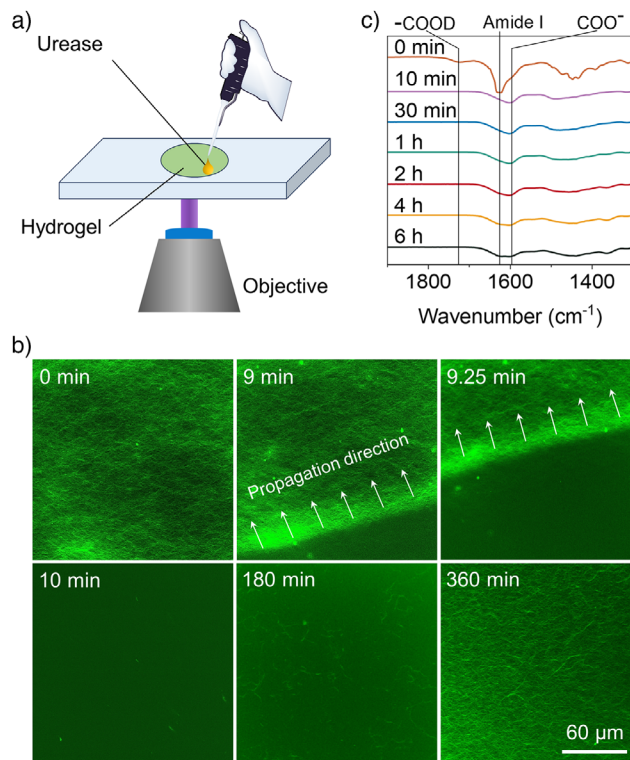 a)
Urease
Hydrogel
Objective
c)
-COOD Amide I COO⁻
0 min
10 min
30 min
1 h
2 h
4 h
6 h
1800 1600 1400
Wavenumber (cm⁻¹)
b)
0 min
9 min
Propagation direction
9.25 min
10 min
180 min
360 min
60 µm